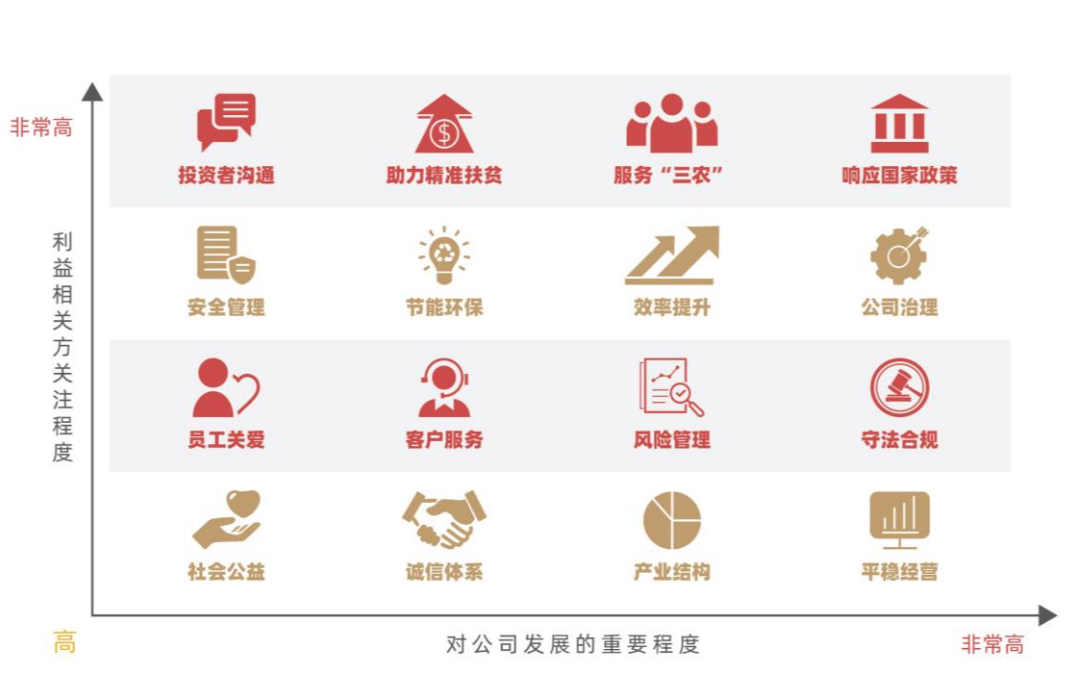 非常高
投资者沟通
助力精准扶贫
服务“三农”
响应国家政策
利益相关方关注程度
安全管理
节能环保
效率提升
公司治理
员工关爱
客户服务
风险管理
守法合规
社会公益
诚信体系
产业结构
平稳经营
高
对公司发展的重要程度
非常高